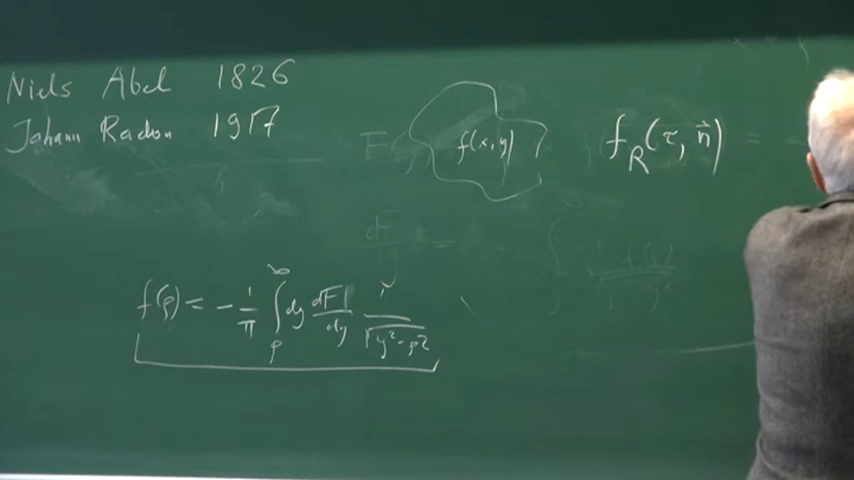 Niels Abel 1826
Johann Radon 1917
f(x,y)
f_R(τ, n⃗) =
f(ρ) = -1/π ∫_ρ^∞ dy dF/dy 1/√(y²-ρ²)